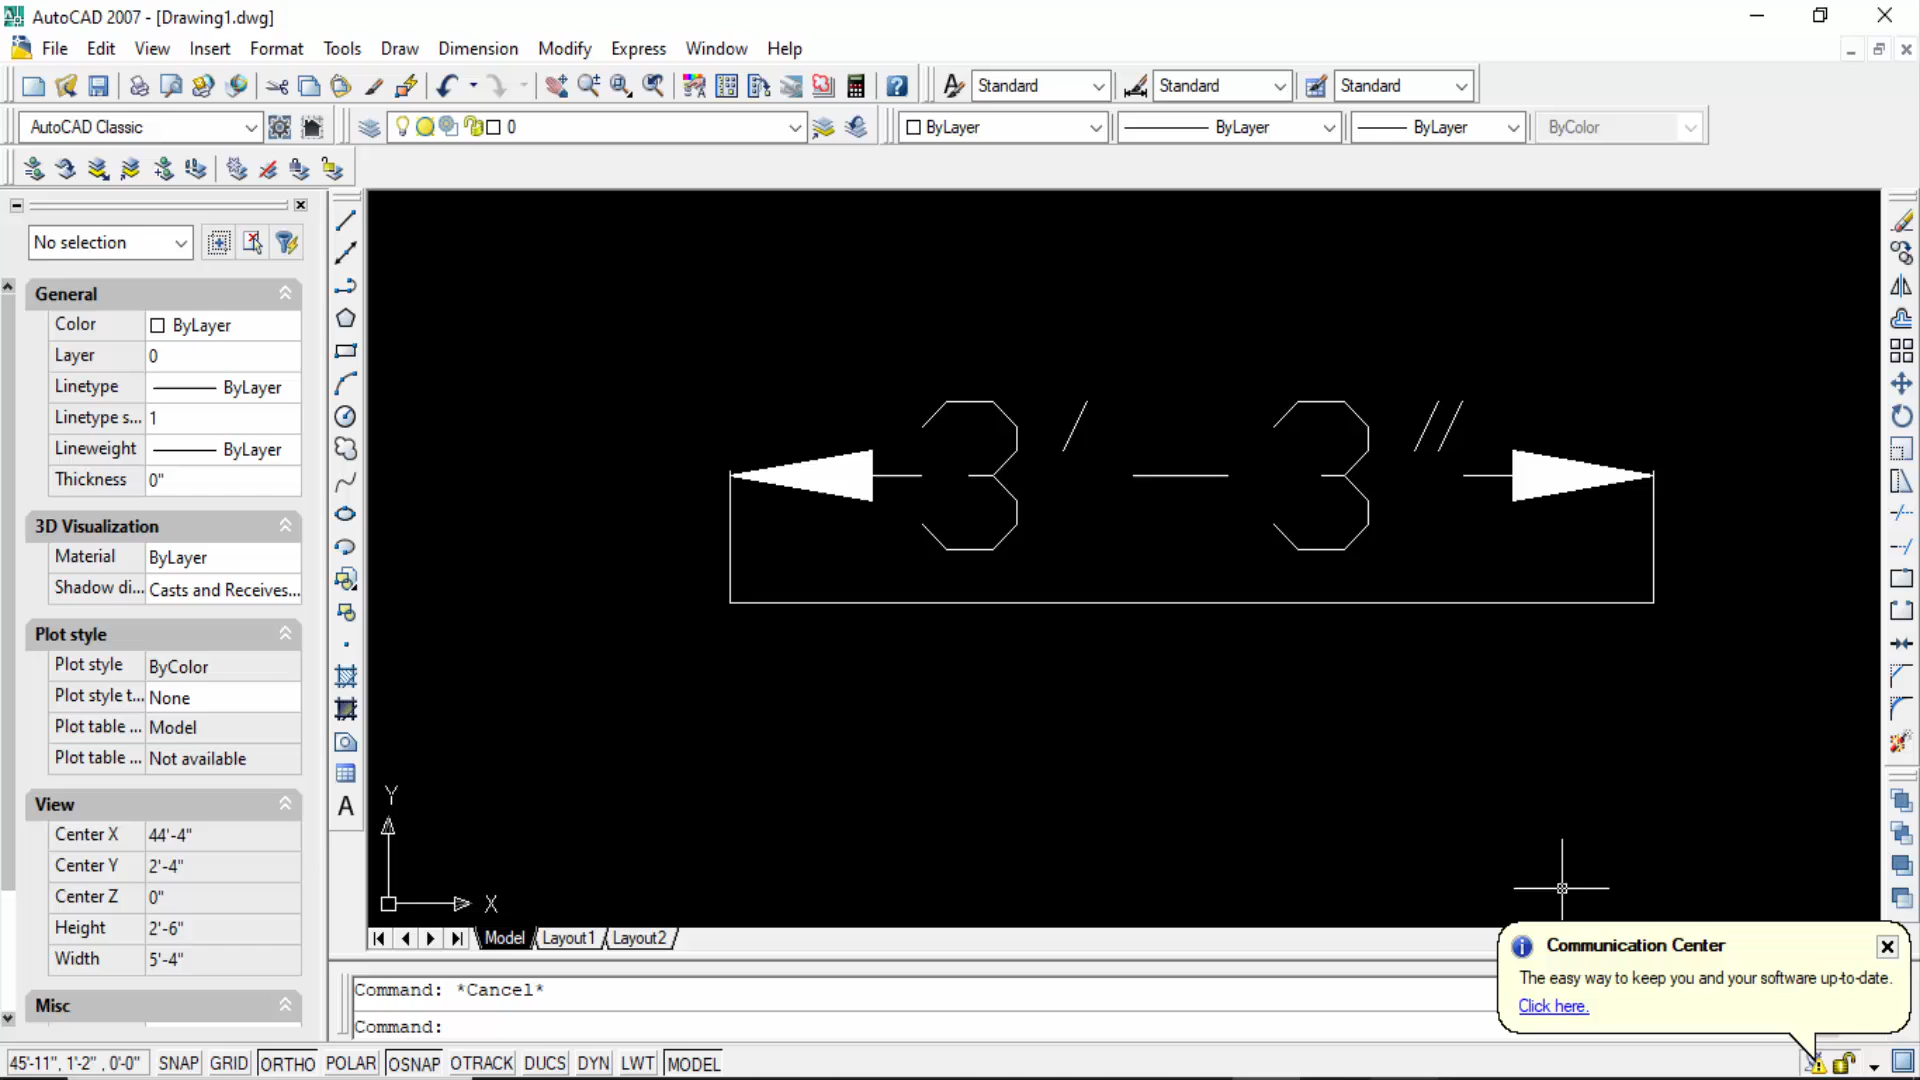 AutoCAD 2007 - [Drawing1.dwg]
File Edit View Insert Format Tools Draw Dimension Modify Express Window Help
Standard Standard Standard
AutoCAD Classic 0 ByLayer ByLayer ByLayer ByColor
No selection
General
Color ByLayer
Layer 0
Linetype ByLayer
Linetype s... 1
Lineweight ByLayer
Thickness 0"
3D Visualization
Material ByLayer
Shadow di... Casts and Receives...
Plot style
Plot style ByColor
Plot style t... None
Plot table ... Model
Plot table ... Not available
View
Center X 44'-4"
Center Y 2'-4"
Center Z 0"
Height 2'-6"
Width 5'-4"
Misc
A
3'-3"
Y
X
Model Layout1 Layout2
Command: *Cancel*
Command:
Communication Center
The easy way to keep you and your software up-to-date.
Click here.
45'-11", 1'-2" , 0'-0" SNAP GRID ORTHO POLAR OSNAP OTRACK DUCS DYN LWT MODEL